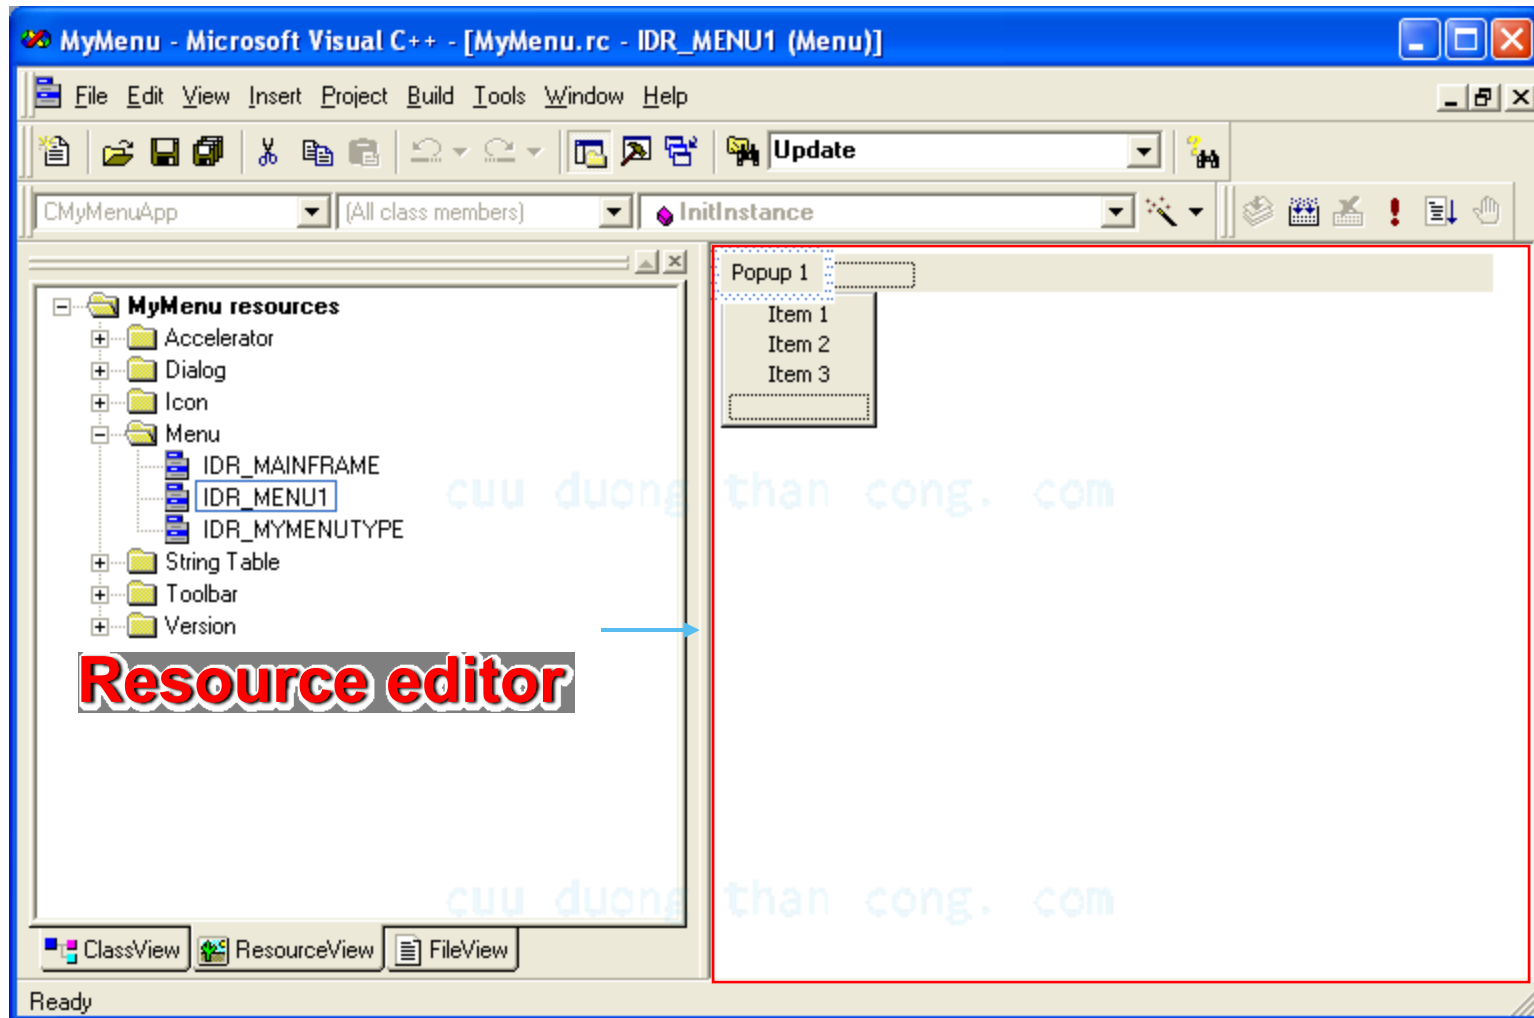 MyMenu - Microsoft Visual C++ - [MyMenu.rc - IDR_MENU1 (Menu)]
File Edit View Insert Project Build Tools Window Help
Update
CMyMenuApp (All class members) InitInstance
MyMenu resources
Accelerator
Dialog
Icon
Menu
IDR_MAINFRAME
IDR_MENU1
IDR_MYMENUTYPE
String Table
Toolbar
Version
Resource editor
ClassView ResourceView FileView
Popup 1
Item 1
Item 2
Item 3
cuu duong than cong. com
cuu duong than cong. com
Ready